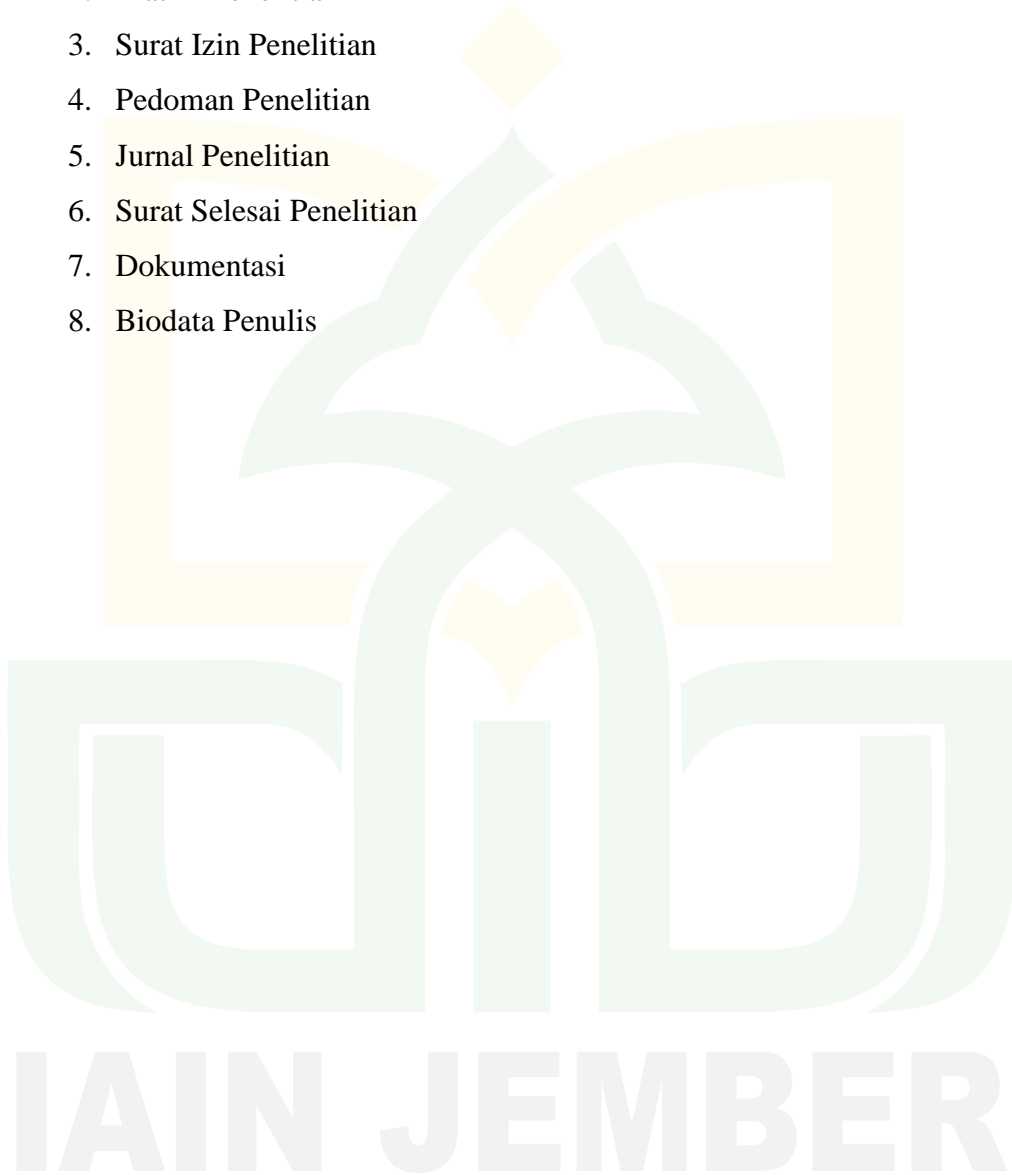 3. Surat Izin Penelitian
4. Pedoman Penelitian
5. Jurnal Penelitian
6. Surat Selesai Penelitian
7. Dokumentasi
8. Biodata Penulis
IAIN JEMBER